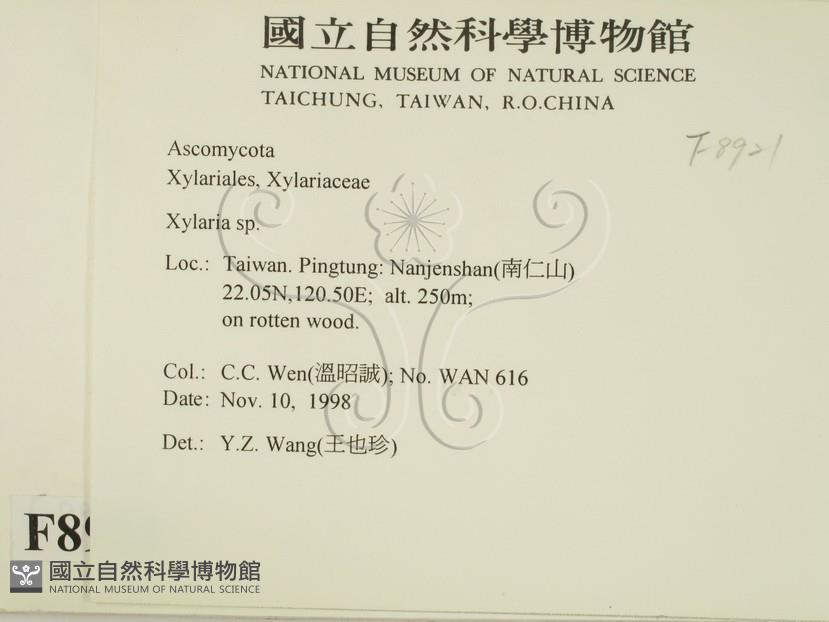 國立自然科學博物館
NATIONAL MUSEUM OF NATURAL SCIENCE
TAICHUNG, TAIWAN, R.O.CHINA
F-8921
Ascomycota
Xylariales, Xylariaceae
Xylaria sp.
Loc.: Taiwan. Pingtung: Nanjenshan(南仁山)
22.05N,120.50E; alt. 250m;
on rotten wood.
Col.: C.C. Wen(溫昭誠); No. WAN 616
Date: Nov. 10, 1998
Det.: Y.Z. Wang(王也珍)
F89
國立自然科學博物館
NATIONAL MUSEUM OF NATURAL SCIENCE